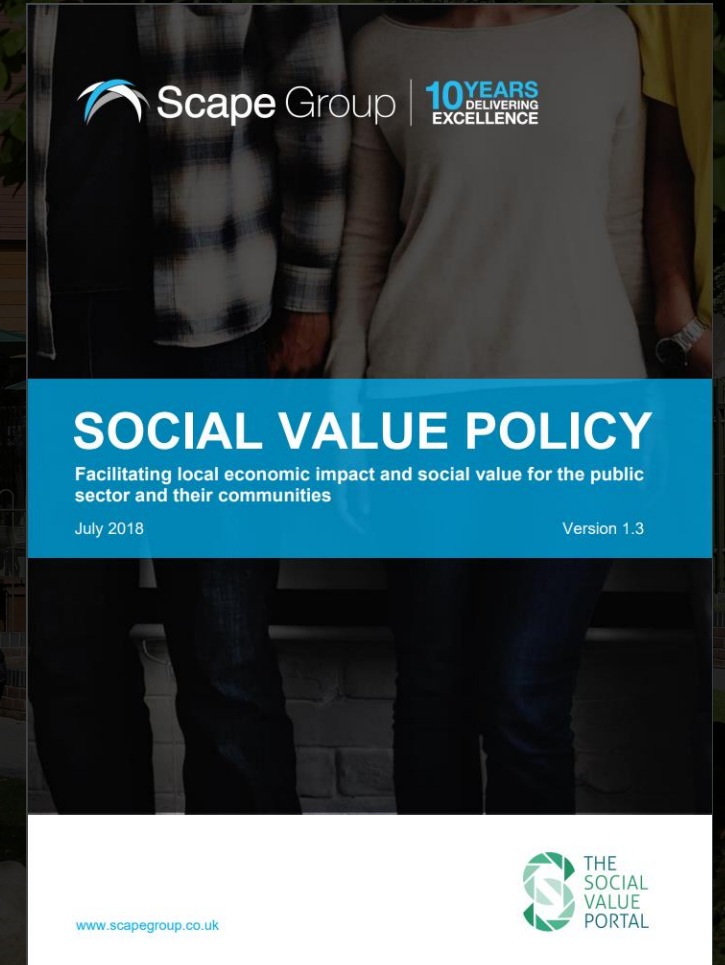 Scape Group
10 YEARS
DELIVERING
EXCELLENCE
SOCIAL VALUE POLICY
Facilitating local economic impact and social value for the public
sector and their communities
July 2018
Version 1.3
www.scapegroup.co.uk
THE
SOCIAL
VALUE
PORTAL